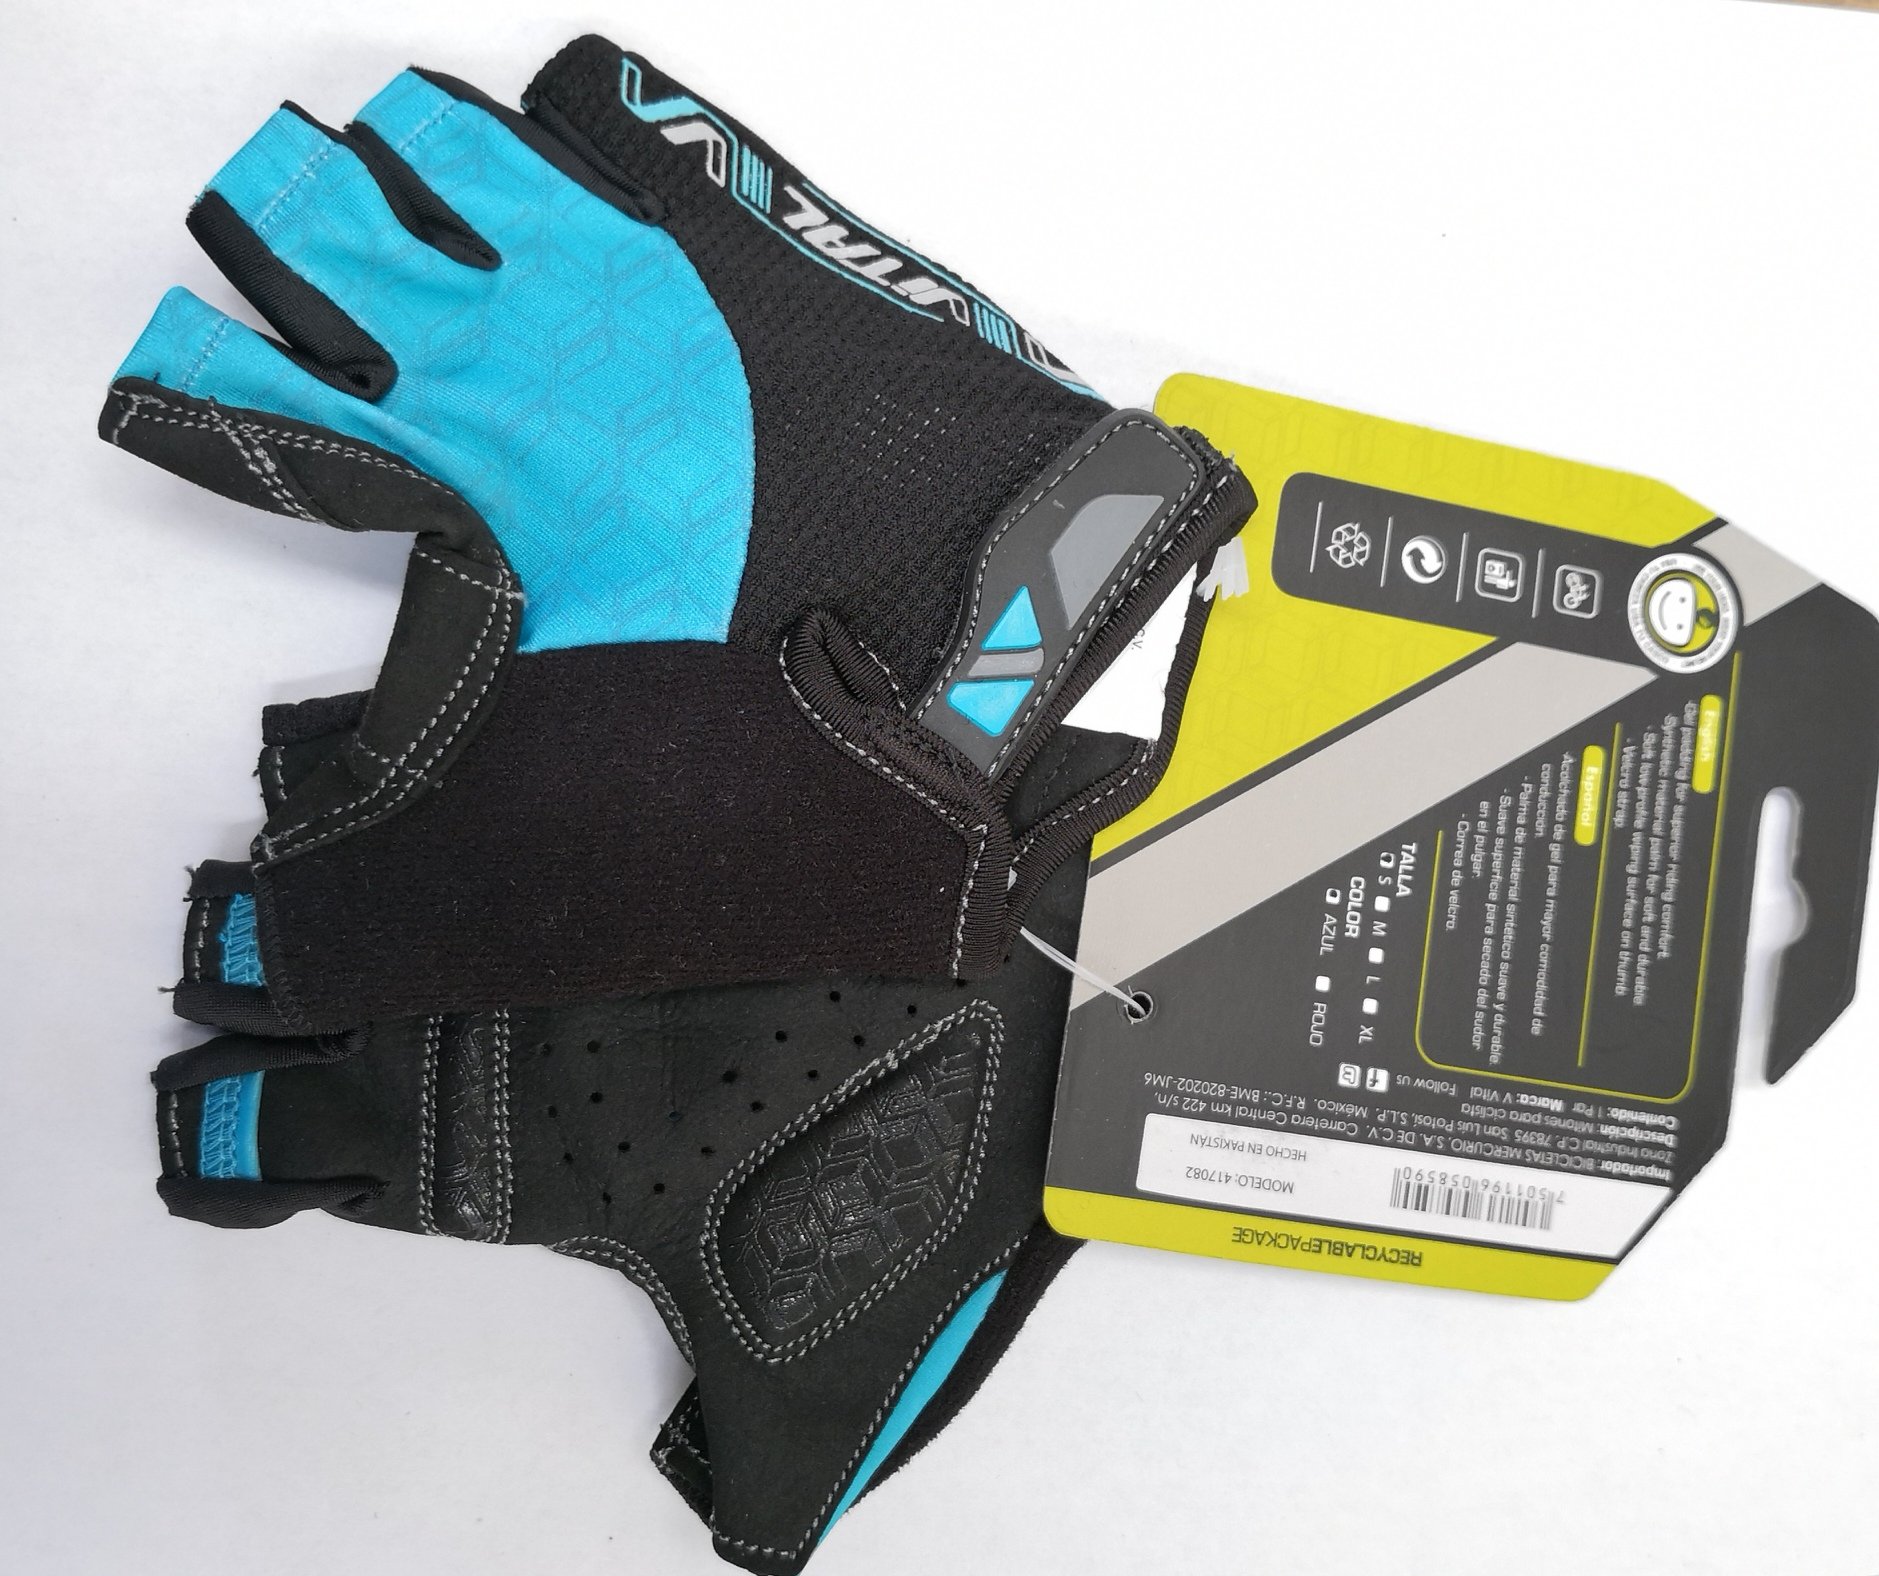 VITAL
c.v.
English
-Gel padding for superior riding comfort.
-Synthetic material palm for soft and durable.
- Soft low-profile wiping surface on thumb.
- Velcro strap.
Español
-Acolchado de gel para mayor comodidad de
conducción.
- Palma de material sintético suave y durable.
- Suave superficie para secado del sudor
en el pulgar.
- Correa de velcro.
TALLA
S M L XL
COLOR
AZUL ROJO
Follow us
Contenido: 1 Par Marca: V Vital
Descripción: Mitones para ciclista
Importador: BICICLETAS MERCURIO, S.A. DE C.V. Carretera Central km 422 s/n,
Zona Industrial C.P. 78395 San Luis Potosí, S.L.P. México. R.F.C.: BME-820202-JM6
7 501196 058590
MODELO: 417082
HECHO EN PAKISTÁN
RECYCLABLEPACKAGE